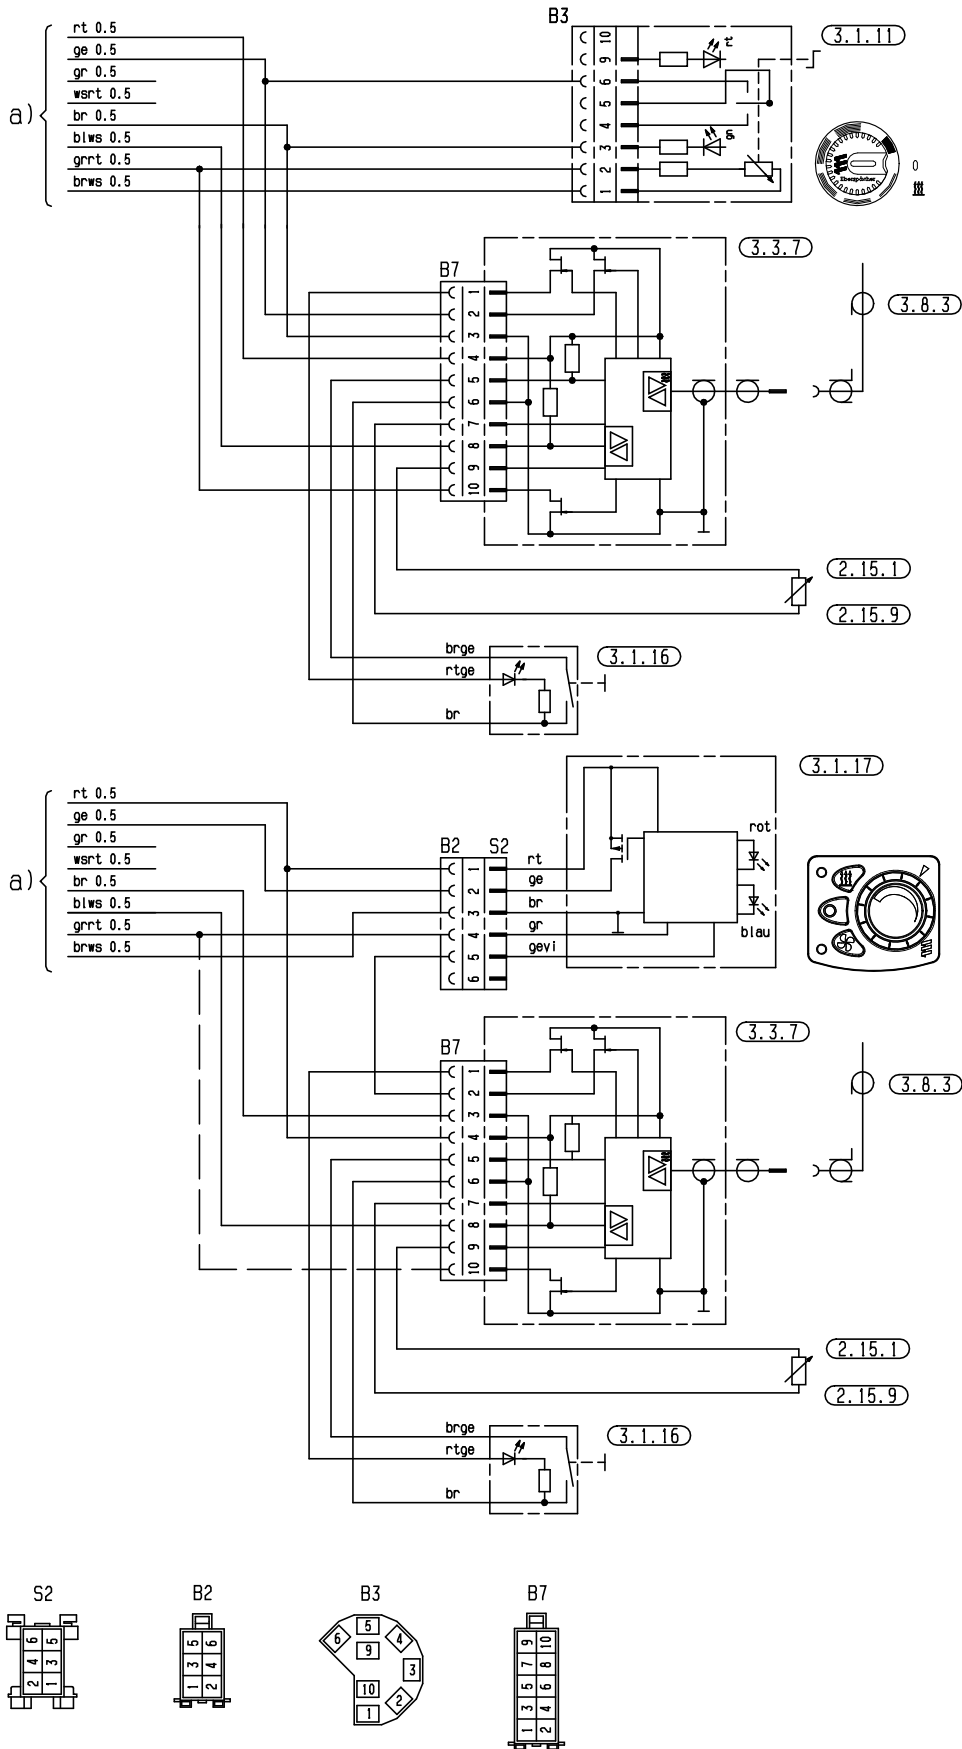 B3
rt 0.5
ge 0.5
gr 0.5
wsrt 0.5
br 0.5
blws 0.5
grrt 0.5
brws 0.5
a)
10
9
6
5
4
3
2
1
t
3.1.11
Eberspächer
0
B7
1
2
3
4
5
6
7
8
9
10
3.3.7
3.8.3
2.15.1
2.15.9
brge
rtge
br
3.1.16
rt 0.5
ge 0.5
gr 0.5
wsrt 0.5
br 0.5
blws 0.5
grrt 0.5
brws 0.5
a)
B2 S2
1
2
3
4
5
6
rt
ge
br
gr
gevi
rot
blau
3.1.17
B7
1
2
3
4
5
6
7
8
9
10
3.3.7
3.8.3
2.15.1
2.15.9
brge
rtge
br
3.1.16
S2
6 5
4 3
2 1
B2
5 6
3 4
1 2
B3
5
6 4
9
3
10
2
1
B7
9 10
7 8
5 6
3 4
1 2